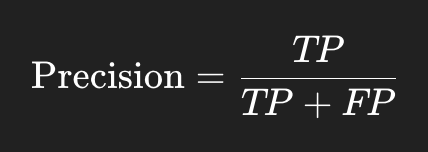 Precision = TP / (TP + FP)